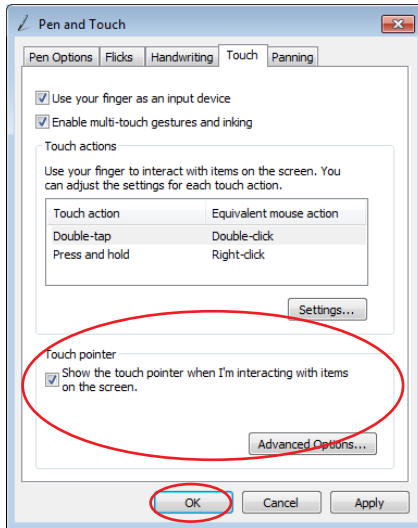 Pen and Touch
Pen Options Flicks Handwriting Touch Panning
Use your finger as an input device
Enable multi-touch gestures and inking
Touch actions
Use your finger to interact with items on the screen. You
can adjust the settings for each touch action.
Touch action Equivalent mouse action
Double-tap Double-click
Press and hold Right-click
Settings...
Touch pointer
Show the touch pointer when I'm interacting with items
on the screen.
Advanced Options...
OK Cancel Apply